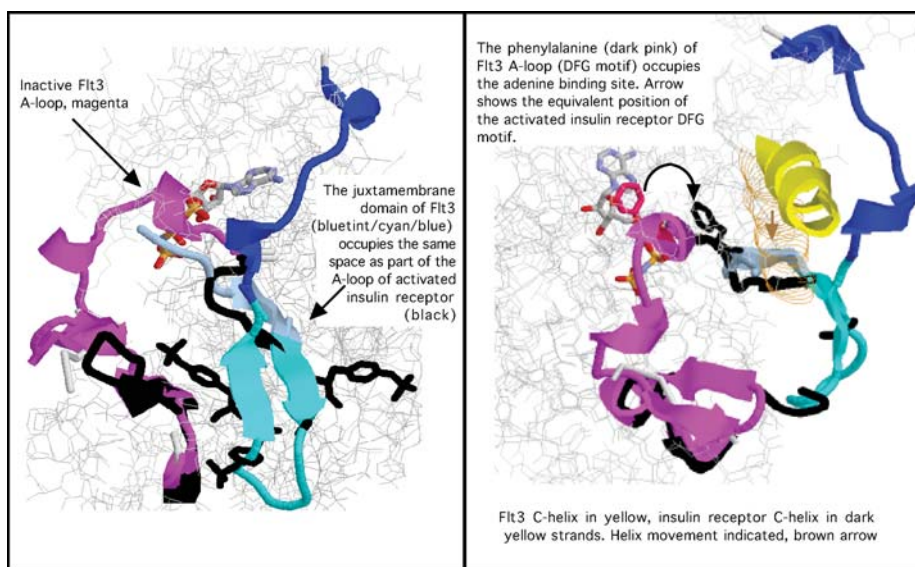 Inactive Flt3
A-loop, magenta
The juxtamembrane
domain of Flt3
(bluetint/cyan/blue)
occupies the same
space as part of the
A-loop of activated
insulin receptor
(black)
The phenylalanine (dark pink) of
Flt3 A-loop (DFG motif) occupies
the adenine binding site. Arrow
shows the equivalent position of
the activated insulin receptor DFG
motif.
Flt3 C-helix in yellow, insulin receptor C-helix in dark
yellow strands. Helix movement indicated, brown arrow